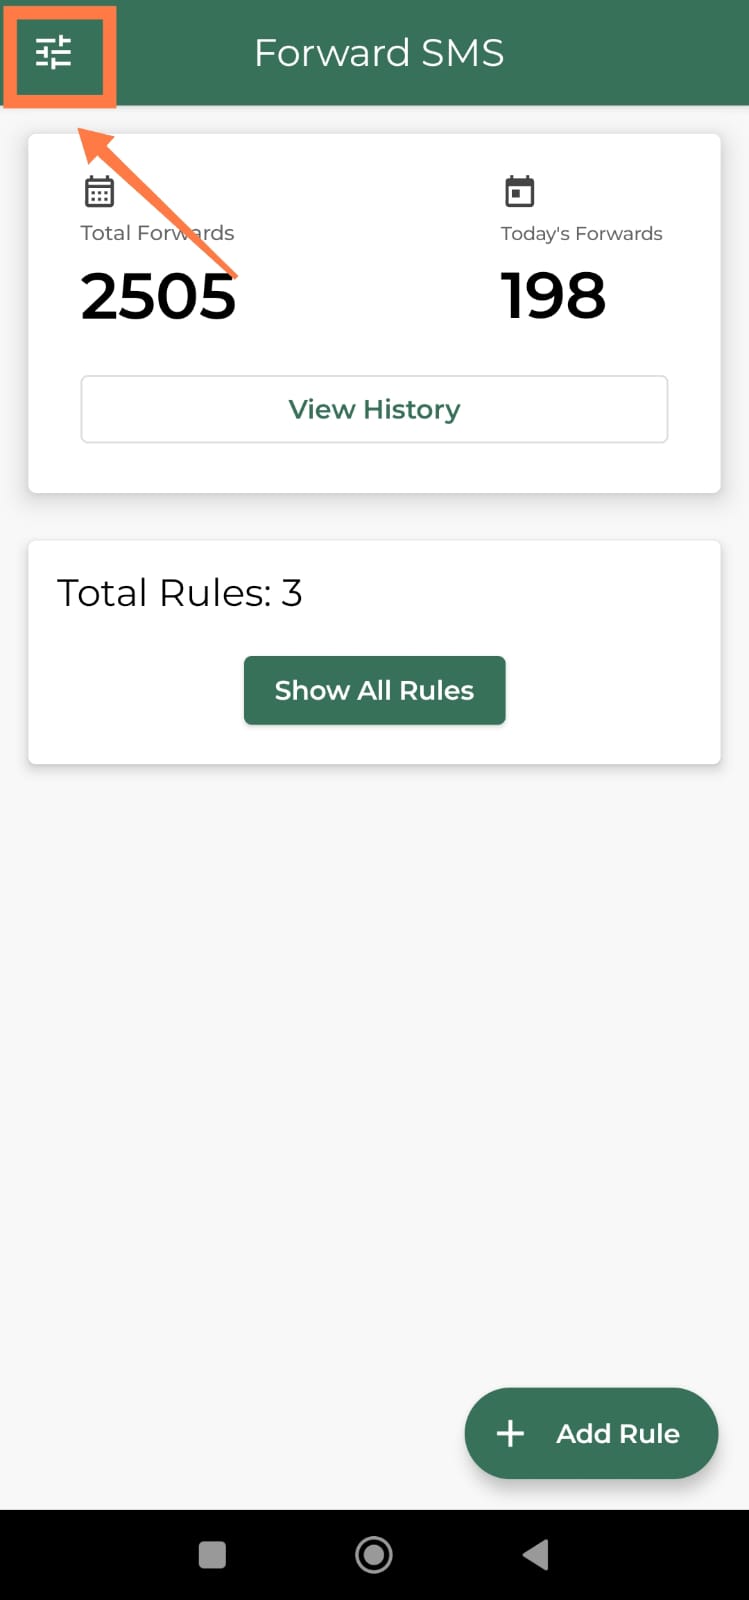 Forward SMS
Total Forwards
Today's Forwards
2505
198
View History
Total Rules: 3
Show All Rules
Add Rule